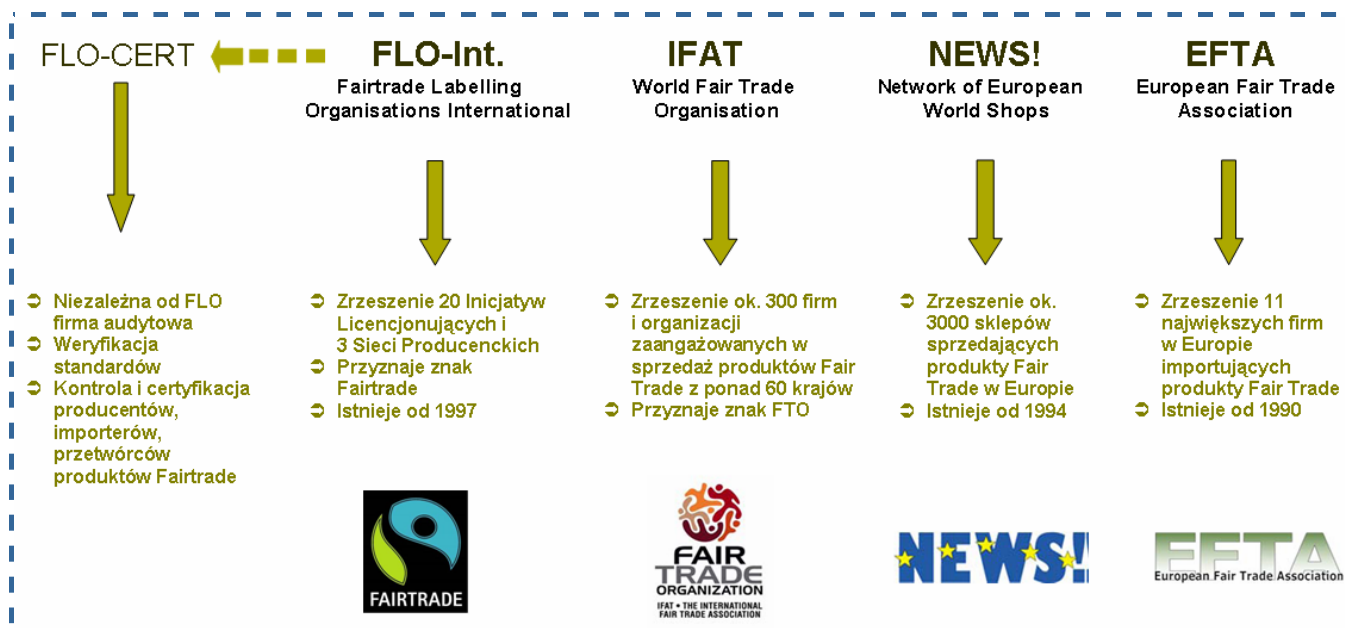 FLO-CERT
Niezależna od FLO
firma audytowa
Weryfikacja
standardów
Kontrola i certyfikacja
producentów,
importerów,
przetwórców
produktów Fairtrade
FLO-Int.
Fairtrade Labelling
Organisations International
Zrzeszenie 20 Inicjatyw
Licencjonujących i
3 Sieci Producenckich
Przyznaje znak
Fairtrade
Istnieje od 1997
FAIRTRADE
IFAT
World Fair Trade
Organisation
Zrzeszenie ok. 300 firm
i organizacji
zaangażowanych w
sprzedaż produktów Fair
Trade z ponad 60 krajów
Przyznaje znak FTO
FAIR
TRADE
ORGANIZATION
IFAT • THE INTERNATIONAL
FAIR TRADE ASSOCIATION
NEWS!
Network of European
World Shops
Zrzeszenie ok.
3000 sklepów
sprzedających
produkty Fair
Trade w Europie
Istnieje od 1994
NEWS!
EFTA
European Fair Trade
Association
Zrzeszenie 11
największych firm
w Europie
importujących
produkty Fair Trade
Istnieje od 1990
EFTA
European Fair Trade Association